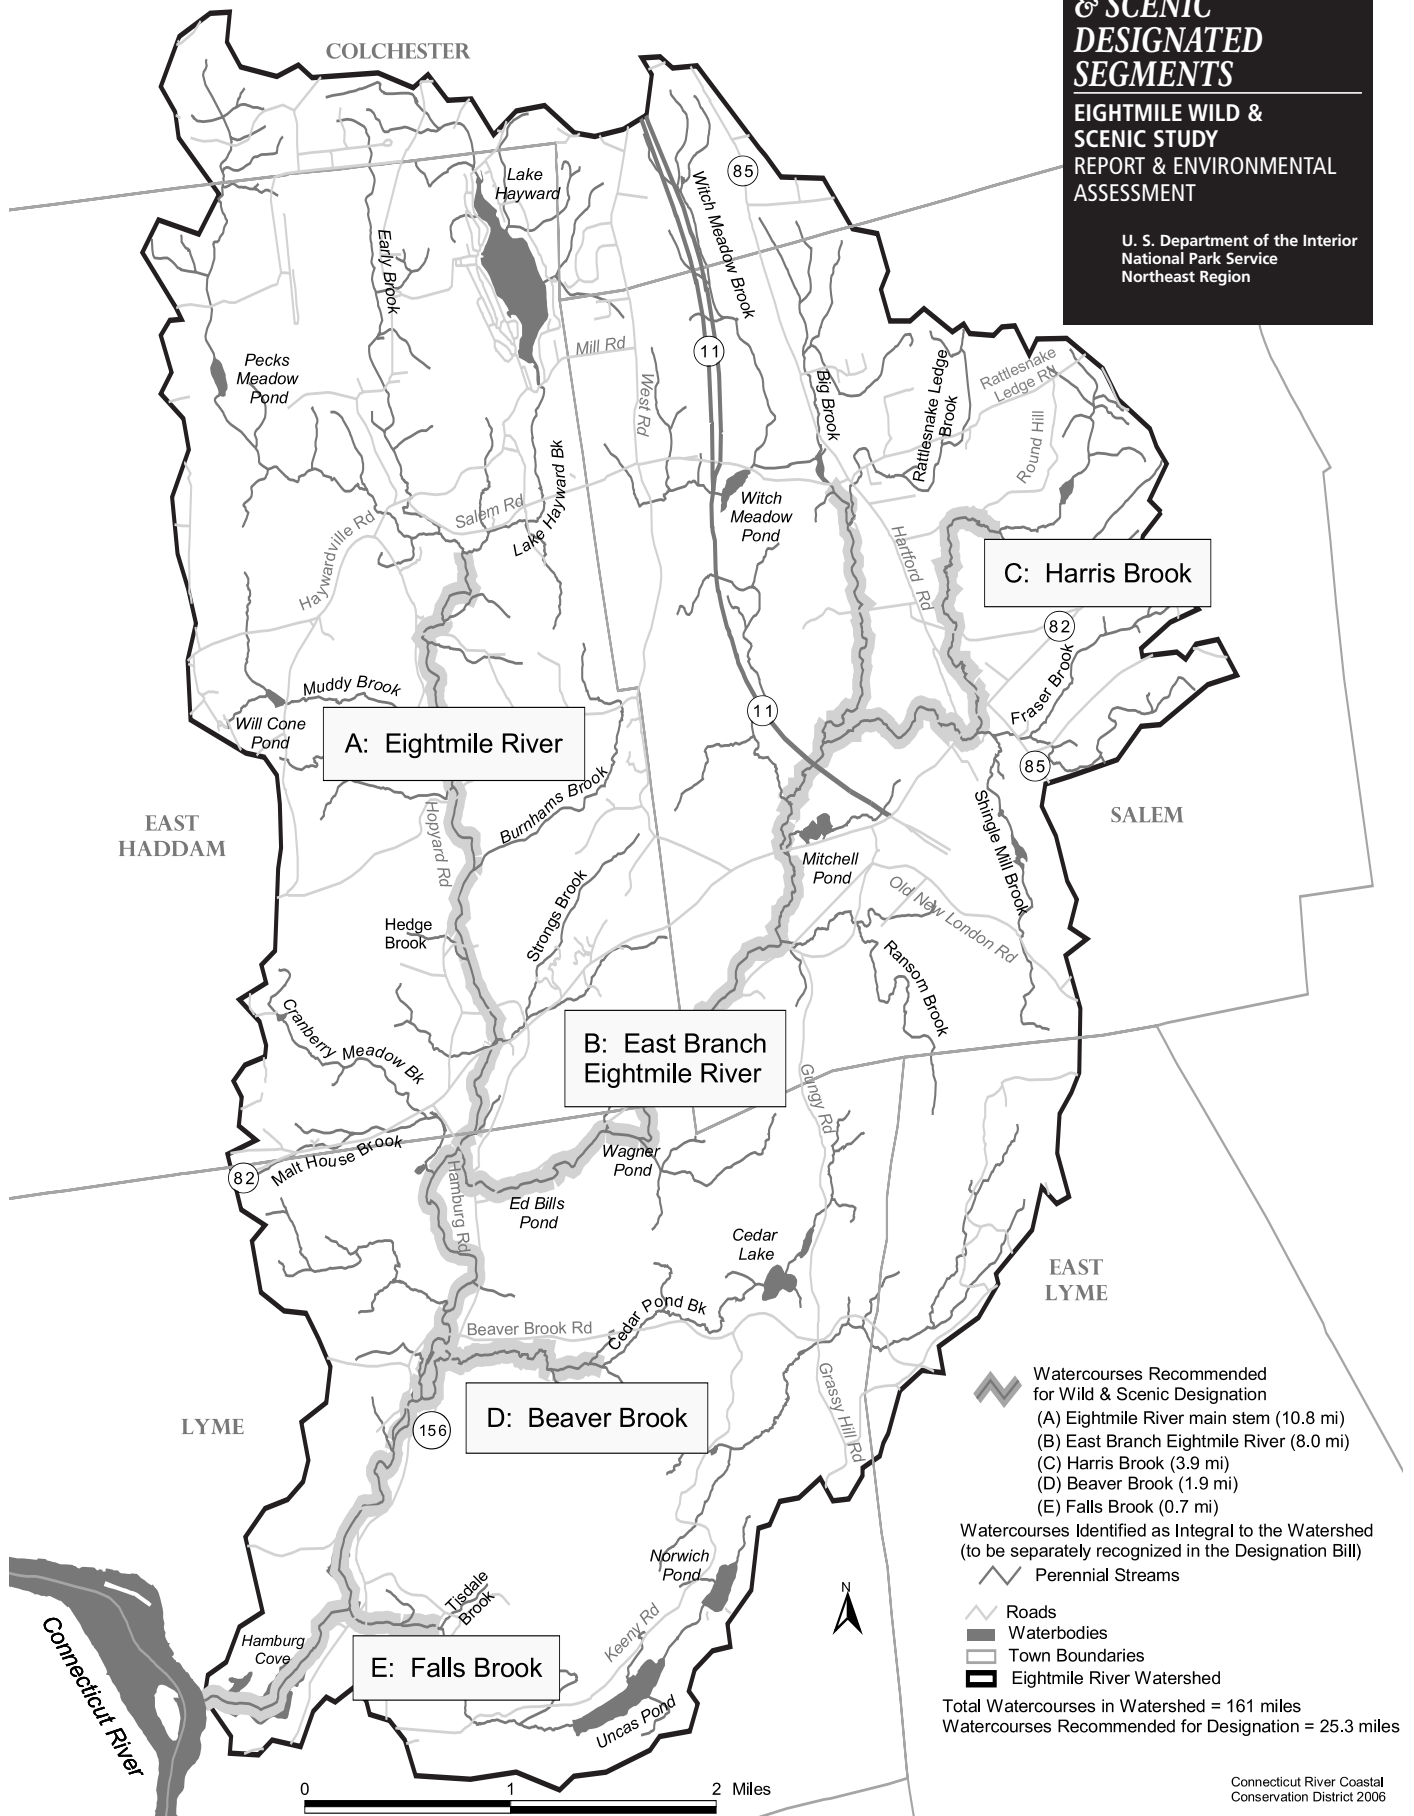 & SCENIC
DESIGNATED
SEGMENTS
EIGHTMILE WILD &
SCENIC STUDY
REPORT & ENVIRONMENTAL
ASSESSMENT
U. S. Department of the Interior
National Park Service
Northeast Region
COLCHESTER
Lake
Hayward
85
Witch Meadow Brook
Early Brook
Pecks
Meadow
Pond
Mill Rd
11
West Rd
Big Brook
Rattlesnake Ledge
Brook
Rattlesnake
Ledge Rd
Round Hill
Lake Hayward Bk
Salem Rd
Haywardville Rd
Witch
Meadow
Pond
Hartford Rd
C: Harris Brook
82
Fraser Brook
Muddy Brook
Will Cone
Pond
11
A: Eightmile River
85
EAST
HADDAM
Hopyard Rd
Burnhams Brook
Mitchell
Pond
Shingle Mill Brook
SALEM
Old New London Rd
Hedge
Brook
Strongs Brook
Ransom Brook
Cranberry Meadow Bk
B: East Branch
Eightmile River
Gungy Rd
Malt House Brook
82
Hamburg Rd
Wagner
Pond
Ed Bills
Pond
Cedar
Lake
EAST
LYME
Cedar Pond Bk
Beaver Brook Rd
Grassy Hill Rd
D: Beaver Brook
LYME
156
Watercourses Recommended
for Wild & Scenic Designation
(A) Eightmile River main stem (10.8 mi)
(B) East Branch Eightmile River (8.0 mi)
(C) Harris Brook (3.9 mi)
(D) Beaver Brook (1.9 mi)
(E) Falls Brook (0.7 mi)
Watercourses Identified as Integral to the Watershed
(to be separately recognized in the Designation Bill)
Perennial Streams
Roads
Waterbodies
Town Boundaries
Eightmile River Watershed
Total Watercourses in Watershed = 161 miles
Watercourses Recommended for Designation = 25.3 miles
Norwich
Pond
N
Tisdale
Brook
Keeny Rd
Hamburg
Cove
E: Falls Brook
Uncas Pond
Connecticut River
0 1 2 Miles
Connecticut River Coastal
Conservation District 2006